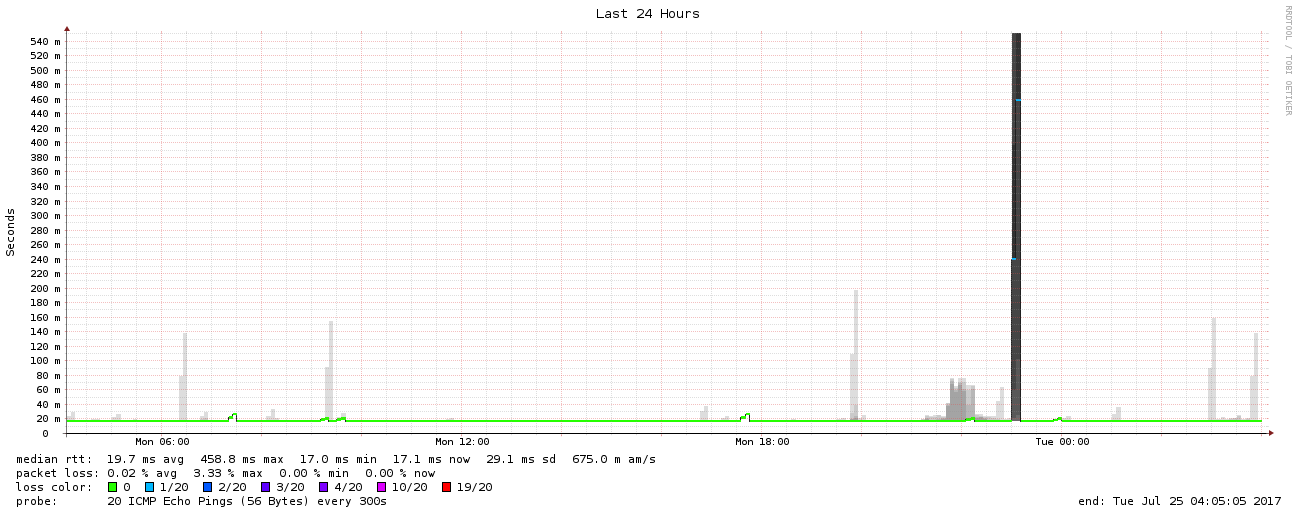 Last 24 Hours
RRDTOOL / TOBI OETIKER
Seconds
540 m
520 m
500 m
480 m
460 m
440 m
420 m
400 m
380 m
360 m
340 m
320 m
300 m
280 m
260 m
240 m
220 m
200 m
180 m
160 m
140 m
120 m
100 m
80 m
60 m
40 m
20 m
0
Mon 06:00 Mon 12:00 Mon 18:00 Tue 00:00
median rtt: 19.7 ms avg 458.8 ms max 17.0 ms min 17.1 ms now 29.1 ms sd 675.0 m am/s
packet loss: 0.02 % avg 3.33 % max 0.00 % min 0.00 % now
loss color: 0 1/20 2/20 3/20 4/20 10/20 19/20
probe: 20 ICMP Echo Pings (56 Bytes) every 300s end: Tue Jul 25 04:05:05 2017